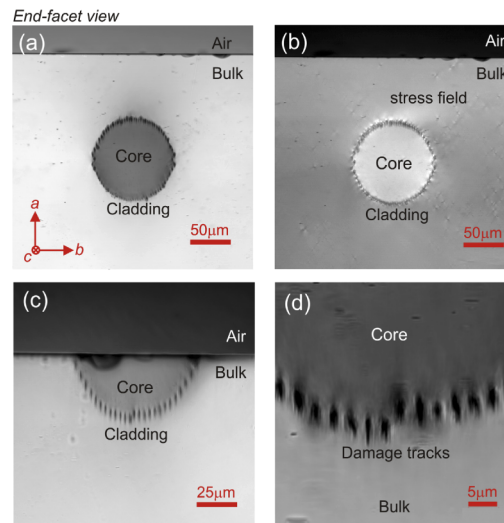 End-facet view
(a)
Air
Bulk
Core
Cladding
a
c
b
50μm
(b)
Air
Bulk
stress field
Core
Cladding
50μm
(c)
Air
Bulk
Core
Cladding
25μm
(d)
Core
Damage tracks
Bulk
5μm